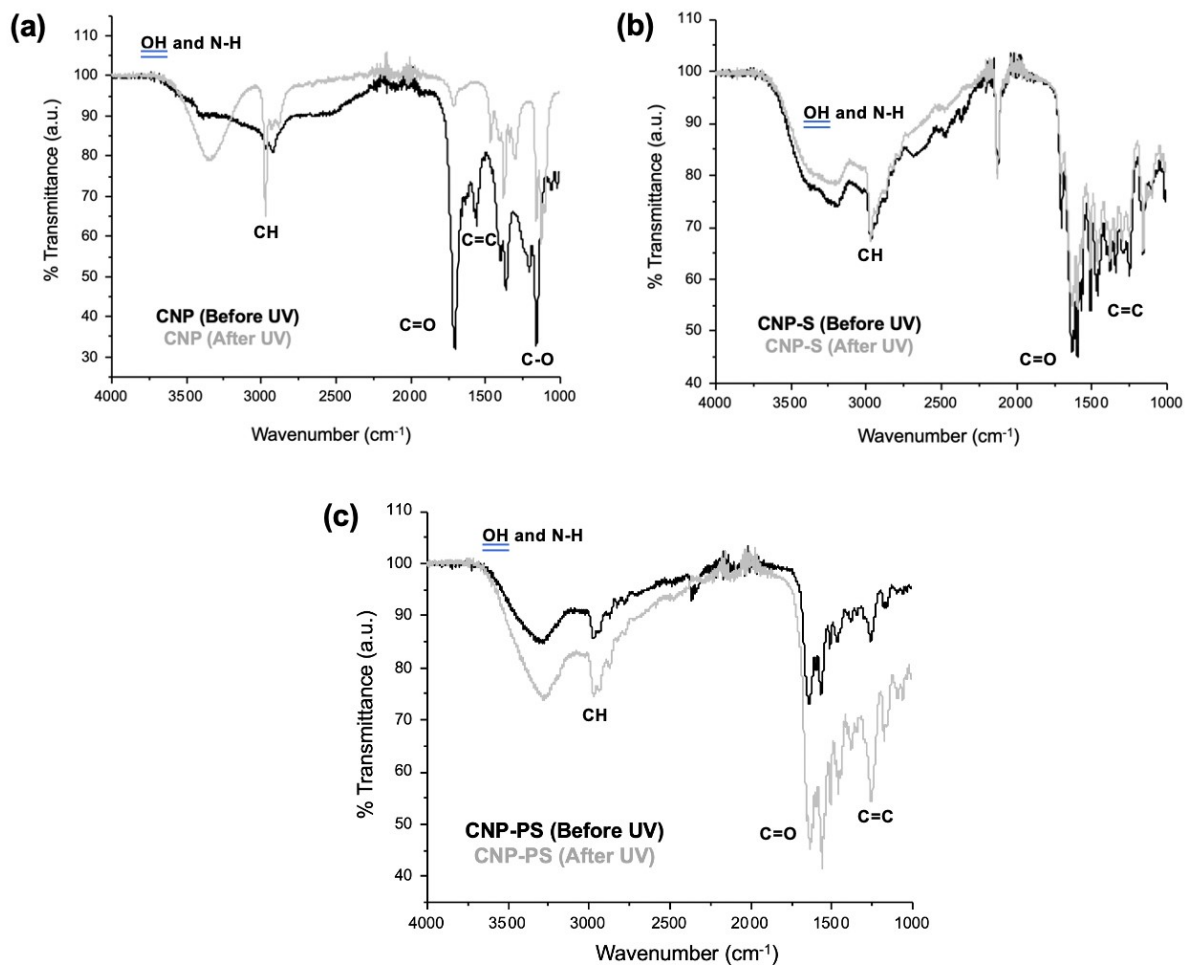 (a)
110
100
90
80
70
60
50
40
30
% Transmittance (a.u.)
OH and N-H
CH
C=C
C=O
C-O
CNP (Before UV)
CNP (After UV)
4000 3500 3000 2500 2000 1500 1000
Wavenumber (cm⁻¹)
(b)
110
100
90
80
70
60
50
40
% Transmittance (a.u.)
OH and N-H
CH
C=C
CNP-S (Before UV)
CNP-S (After UV)
C=O
4000 3500 3000 2500 2000 1500 1000
Wavenumber (cm⁻¹)
(c)
110
100
90
80
70
60
50
40
% Transmittance (a.u.)
OH and N-H
CH
C=O
C=C
CNP-PS (Before UV)
CNP-PS (After UV)
4000 3500 3000 2500 2000 1500 1000
Wavenumber (cm⁻¹)